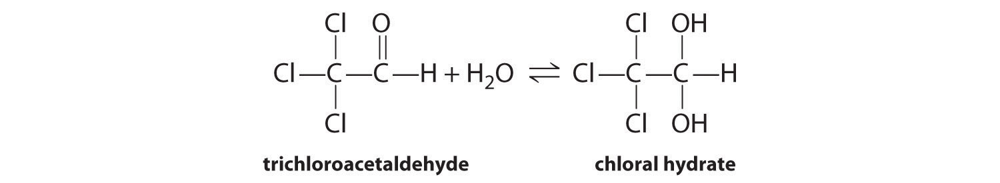 Cl O Cl OH
Cl—C—C—H + H₂O ⇌ Cl—C—C—H
Cl Cl OH
trichloroacetaldehyde chloral hydrate